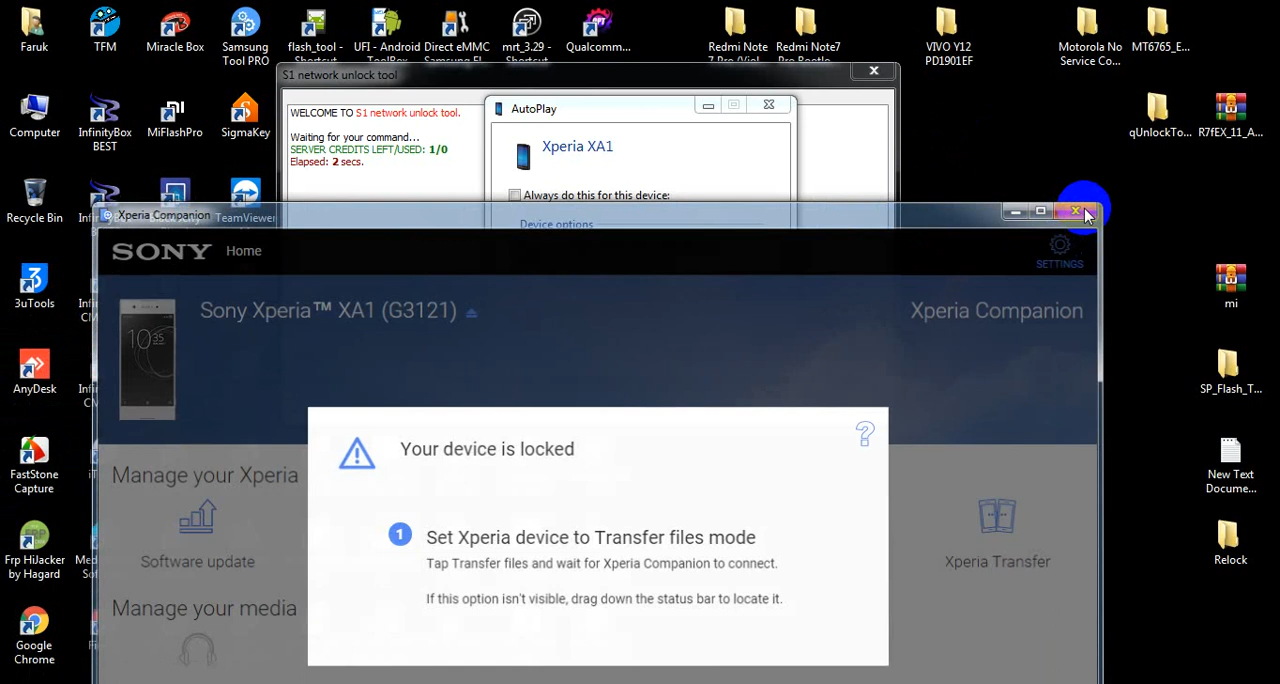 Faruk
TFM
Miracle Box
Samsung Tool PRO
flash_tool - Shortcut
UFI - Android ToolBox
Direct eMMC
mrt_3.29 - Shortcut
Qualcomm...
Redmi Note 7 Pro
Redmi Note7 Pro
VIVO Y12 PD1901EF
Motorola No Service Co...
MT6765_E...
S1 network unlock tool
WELCOME TO S1 network unlock tool.
Waiting for your command...
SERVER CREDITS LEFT/USED: 1/0
Elapsed: 2 secs.
AutoPlay
Xperia XA1
Always do this for this device:
Device options
Computer
InfinityBox BEST
MiFlashPro
SigmaKey
qUnlockTo...
R7fEX_11_A...
Recycle Bin
TeamViewer
Xperia Companion
SONY
Home
SETTINGS
Sony Xperia™ XA1 (G3121)
Xperia Companion
3uTools
mi
AnyDesk
SP_Flash_T...
Your device is locked
Manage your Xperia
FastStone Capture
New Text Docume...
1 Set Xperia device to Transfer files mode
Tap Transfer files and wait for Xperia Companion to connect.
If this option isn't visible, drag down the status bar to locate it.
Software update
Xperia Transfer
Frp HiJacker by Hagard
Relock
Manage your media
Google Chrome